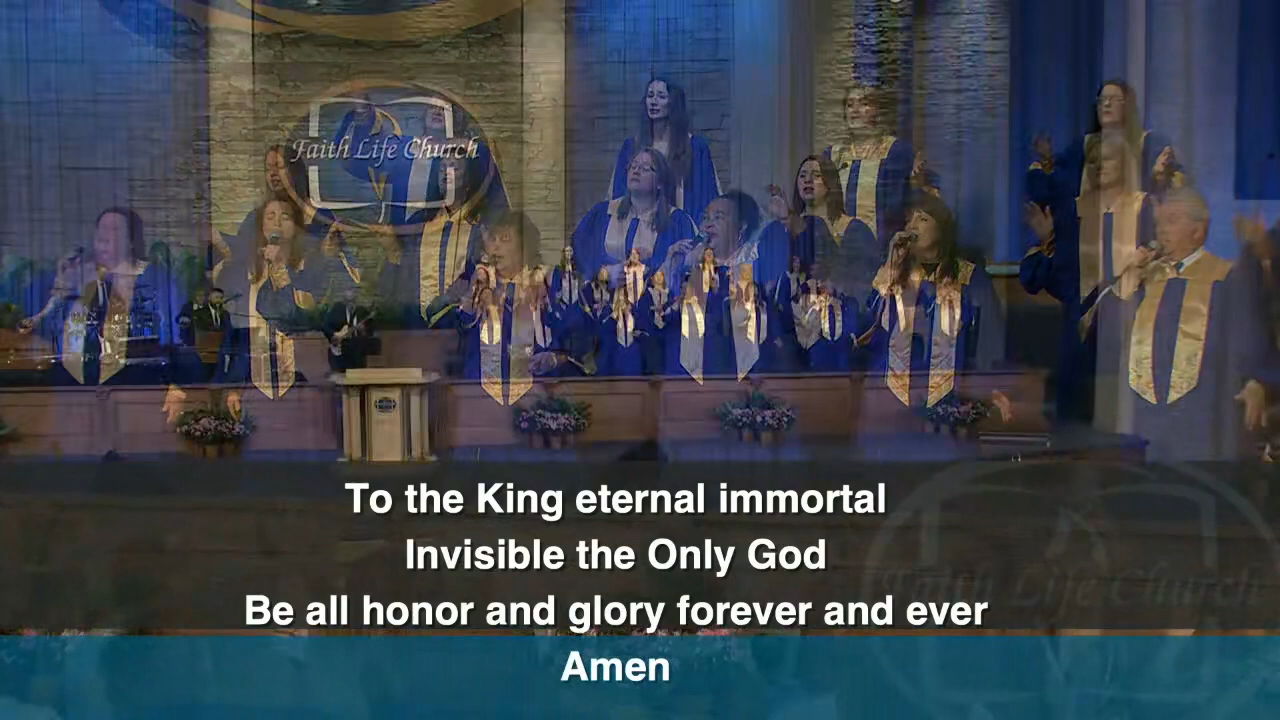 Faith Life Church
To the King eternal immortal
Invisible the Only God
Be all honor and glory forever and ever
Faith Life Church
Amen